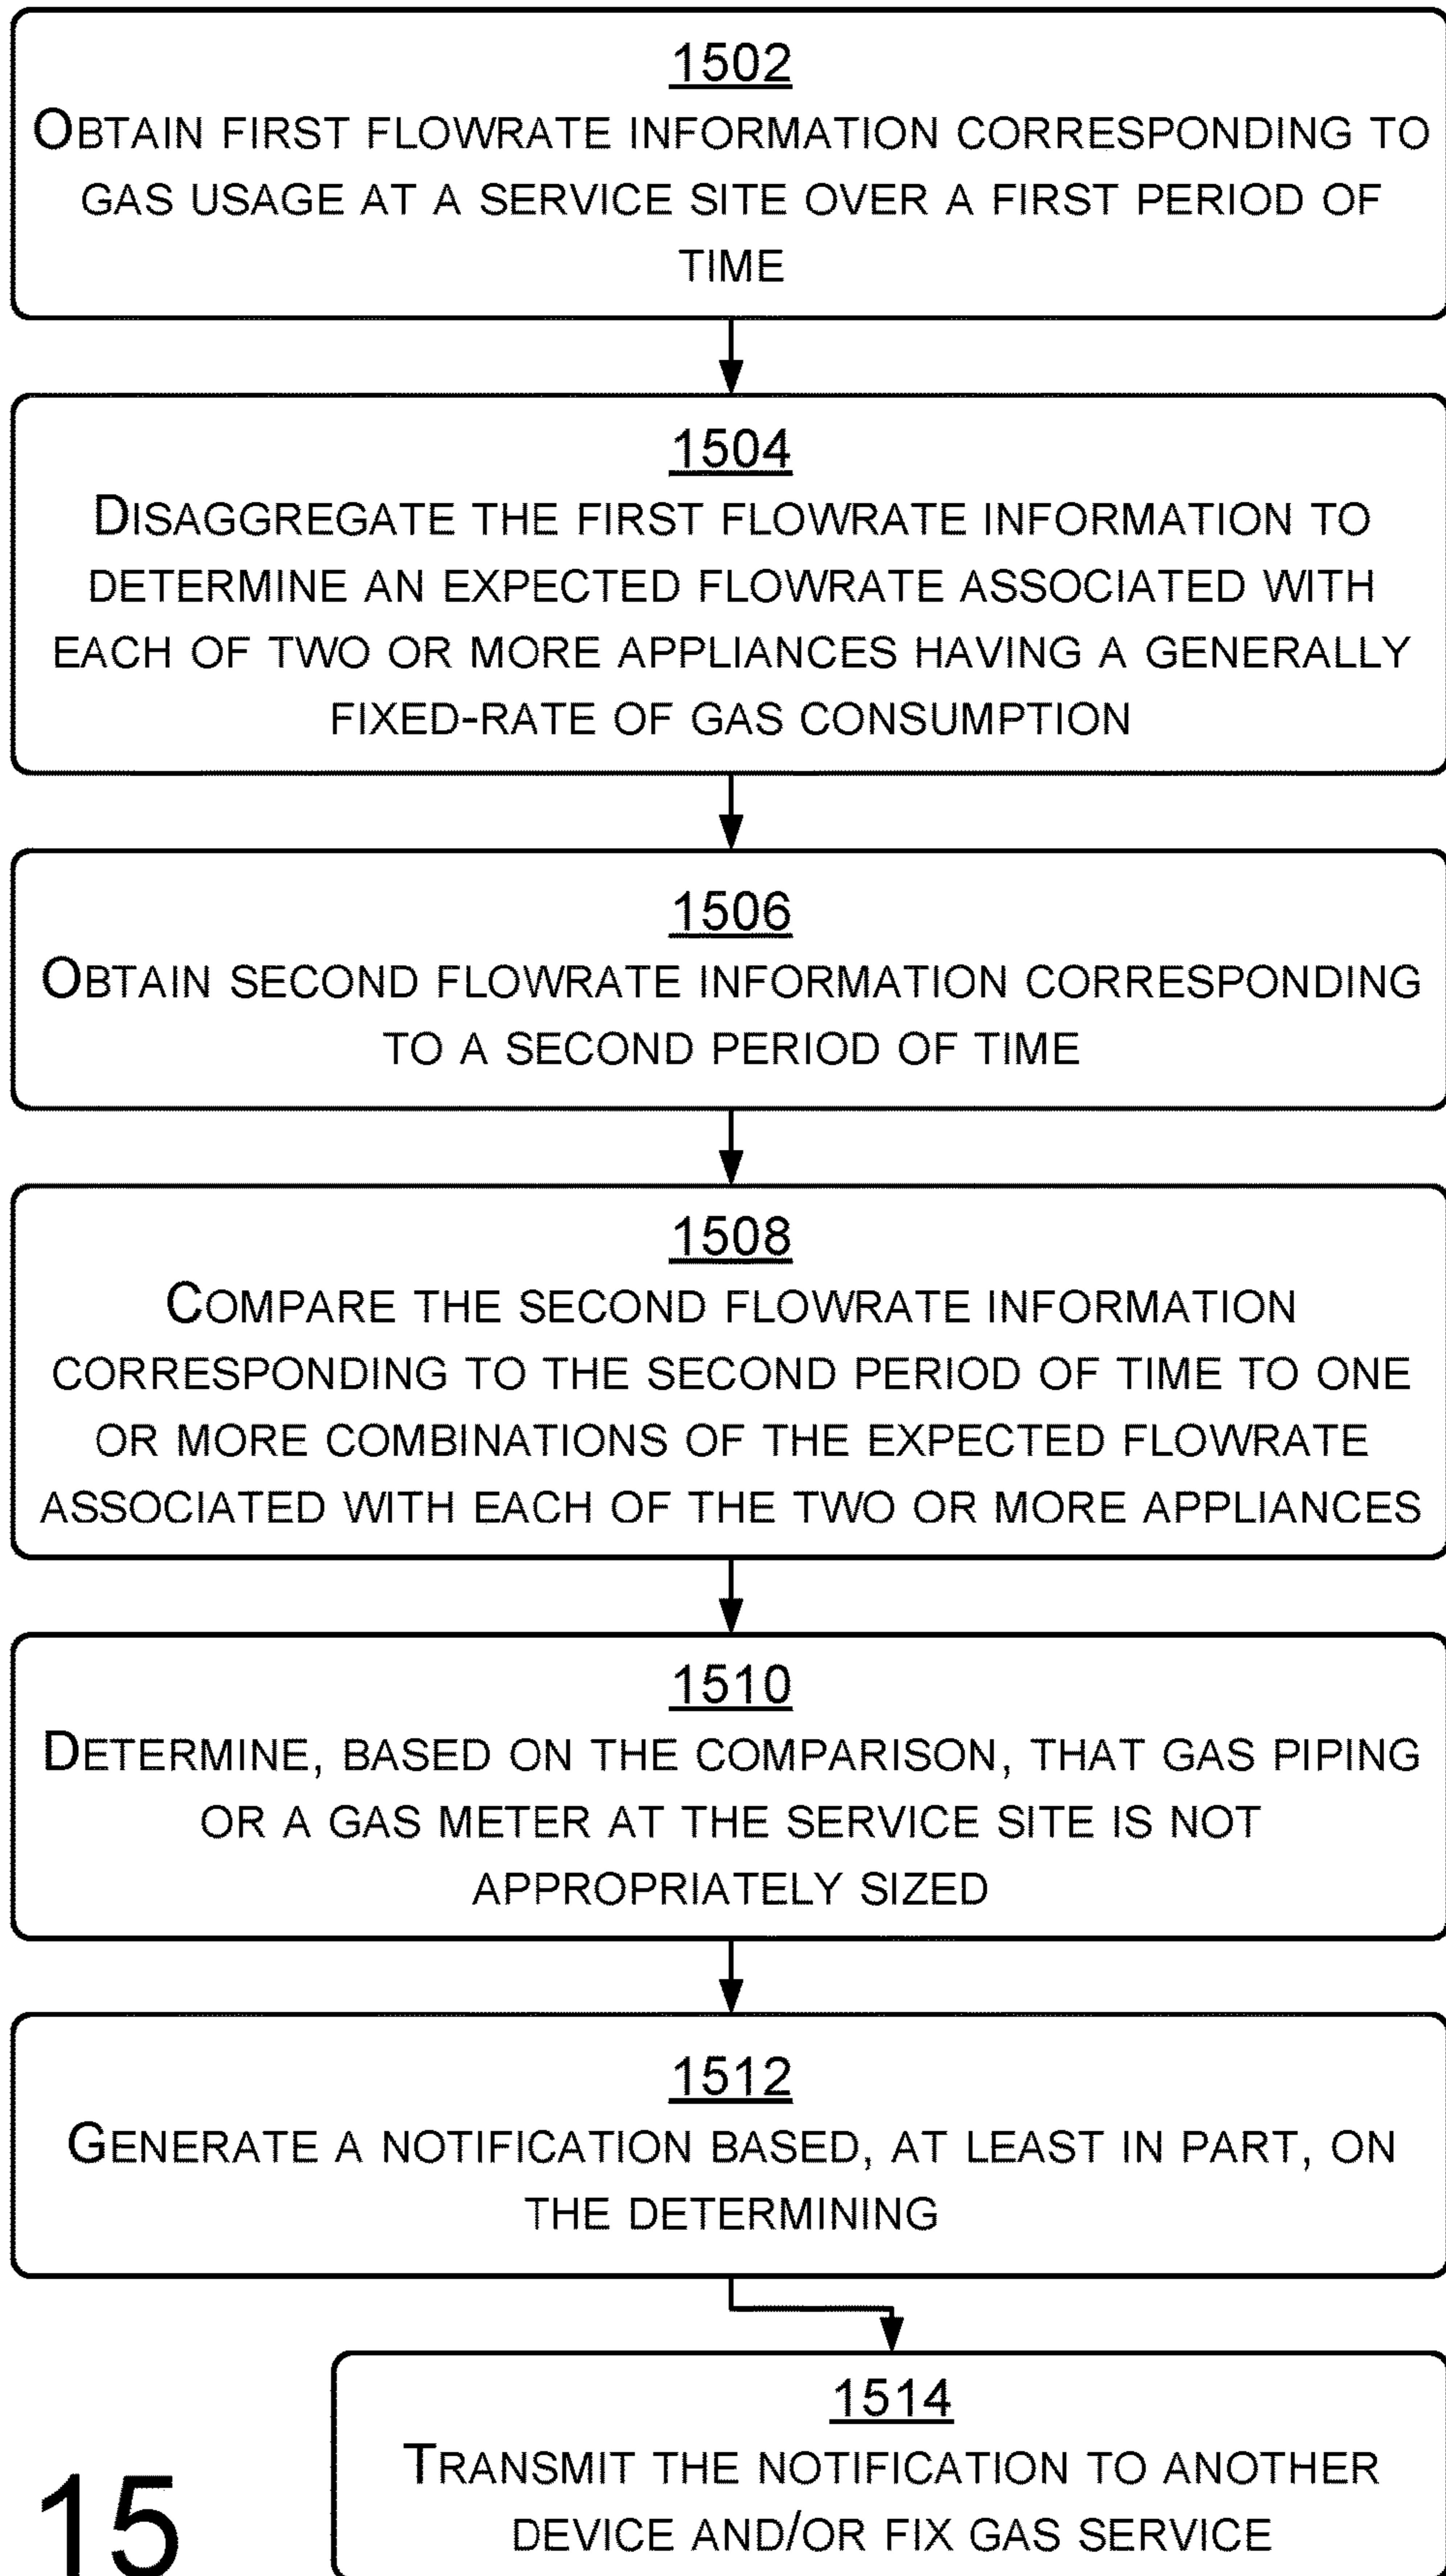 1502
OBTAIN FIRST FLOWRATE INFORMATION CORRESPONDING TO
GAS USAGE AT A SERVICE SITE OVER A FIRST PERIOD OF
TIME
1504
DISAGGREGATE THE FIRST FLOWRATE INFORMATION TO
DETERMINE AN EXPECTED FLOWRATE ASSOCIATED WITH
EACH OF TWO OR MORE APPLIANCES HAVING A GENERALLY
FIXED-RATE OF GAS CONSUMPTION
1506
OBTAIN SECOND FLOWRATE INFORMATION CORRESPONDING
TO A SECOND PERIOD OF TIME
1508
COMPARE THE SECOND FLOWRATE INFORMATION
CORRESPONDING TO THE SECOND PERIOD OF TIME TO ONE
OR MORE COMBINATIONS OF THE EXPECTED FLOWRATE
ASSOCIATED WITH EACH OF THE TWO OR MORE APPLIANCES
1510
DETERMINE, BASED ON THE COMPARISON, THAT GAS PIPING
OR A GAS METER AT THE SERVICE SITE IS NOT
APPROPRIATELY SIZED
1512
GENERATE A NOTIFICATION BASED, AT LEAST IN PART, ON
THE DETERMINING
1514
TRANSMIT THE NOTIFICATION TO ANOTHER
DEVICE AND/OR FIX GAS SERVICE
15